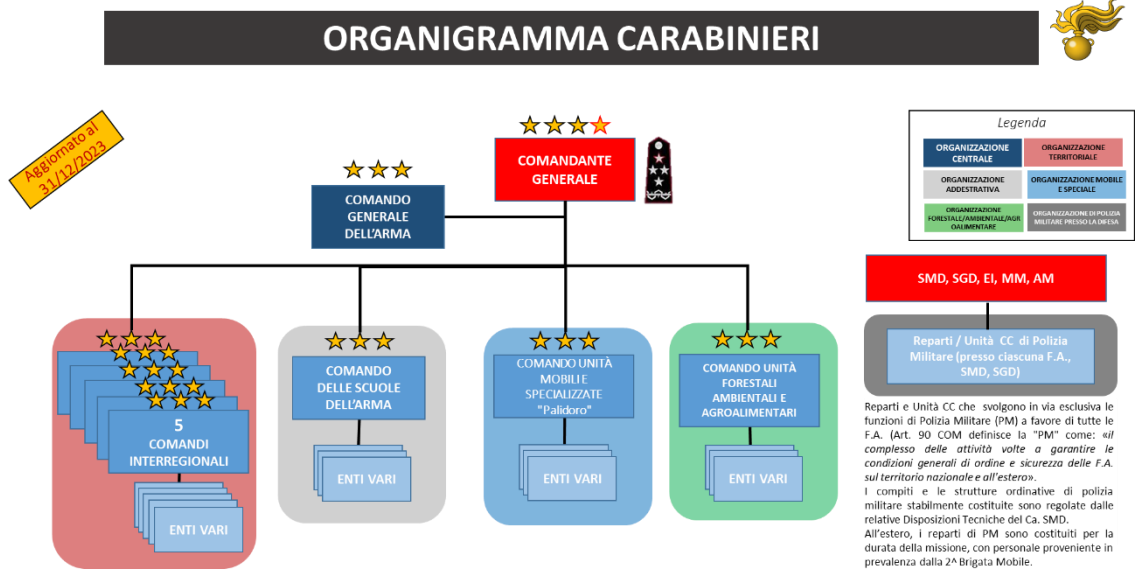 ORGANIGRAMMA CARABINIERI
Aggiornato al
31/12/2023
COMANDANTE
GENERALE
COMANDO
GENERALE
DELL'ARMA
Legenda
ORGANIZZAZIONE
CENTRALE
ORGANIZZAZIONE
TERRITORIALE
ORGANIZZAZIONE
ADDESTRATIVA
ORGANIZZAZIONE MOBILE
E SPECIALE
ORGANIZZAZIONE
FORESTALE/AMBIENTALE/AGR
OALIMENTARE
ORGANIZZAZIONE DI POLIZIA
MILITARE PRESSO LA DIFESA
5
COMANDI
INTERREGIONALI
ENTI VARI
COMANDO
DELLE SCUOLE
DELL'ARMA
ENTI VARI
COMANDO UNITÀ
MOBILI E
SPECIALIZZATE
"Palidoro"
ENTI VARI
COMANDO UNITÀ
FORESTALI
AMBIENTALI E
AGROALIMENTARI
ENTI VARI
SMD, SGD, EI, MM, AM
Reparti / Unità CC di Polizia
Militare (presso ciascuna F.A.,
SMD, SGD)
Reparti e Unità CC che svolgono in via esclusiva le
funzioni di Polizia Militare (PM) a favore di tutte le
F.A. (Art. 90 COM definisce la "PM" come: «il
complesso delle attività volte a garantire le
condizioni generali di ordine e sicurezza delle F.A.
sul territorio nazionale e all'estero».
I compiti e le strutture ordinative di polizia
militare stabilmente costituite sono regolate dalle
relative Disposizioni Tecniche del Ca. SMD.
All'estero, i reparti di PM sono costituiti per la
durata della missione, con personale proveniente in
prevalenza dalla 2^ Brigata Mobile.